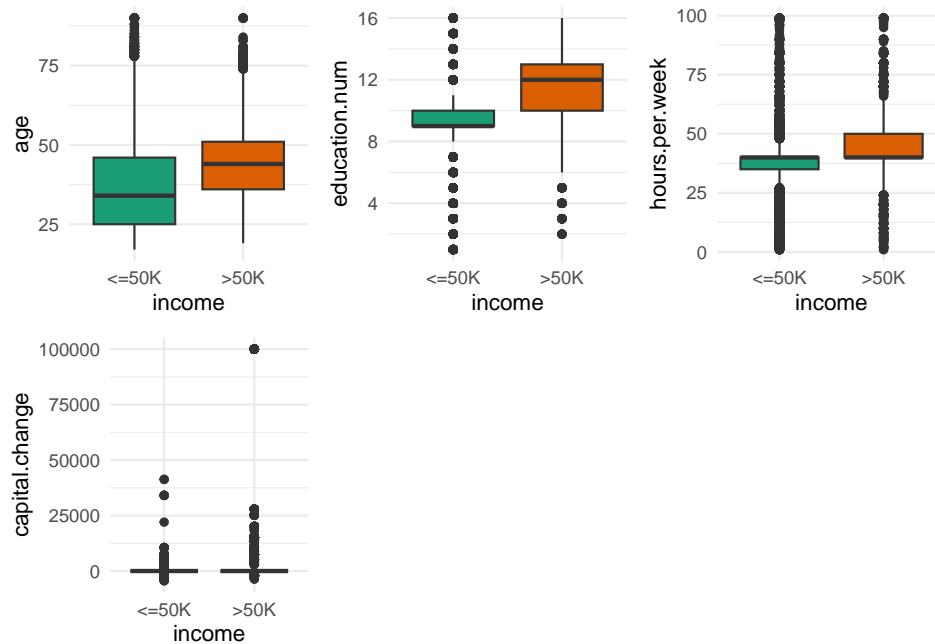 age
75
50
25
<=50K
>50K
income
education.num
16
12
8
4
<=50K
>50K
income
hours.per.week
100
75
50
25
0
<=50K
>50K
income
capital.change
100000
75000
50000
25000
0
<=50K
>50K
income